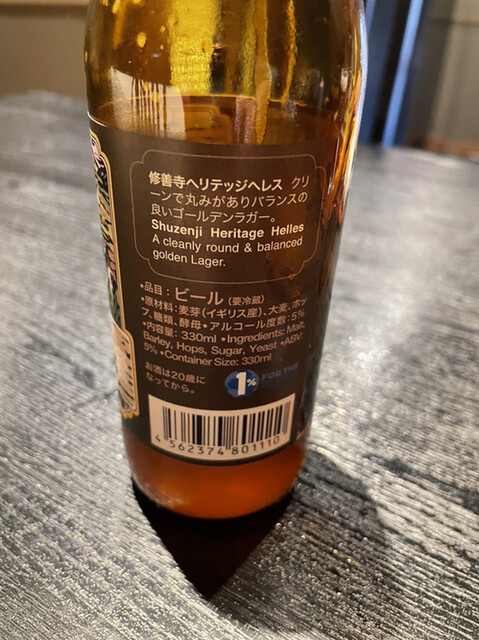 修善寺ヘリテッジヘレス クリ
ーンで丸みがありバランスの
良いゴールデンラガー。
Shuzenji Heritage Helles
A cleanly round & balanced
golden Lager.
•品目：ビール (要冷蔵)
•原材料：麦芽(イギリス産)、大麦、ホッ
プ、糖類、酵母•アルコール度数：5%
•内容量：330ml •Ingredients: Malt,
Barley, Hops, Sugar, Yeast •ABV:
5% •Container Size: 330ml
お酒は20歳に
なってから。
1% FOR THE
4 562374 801110